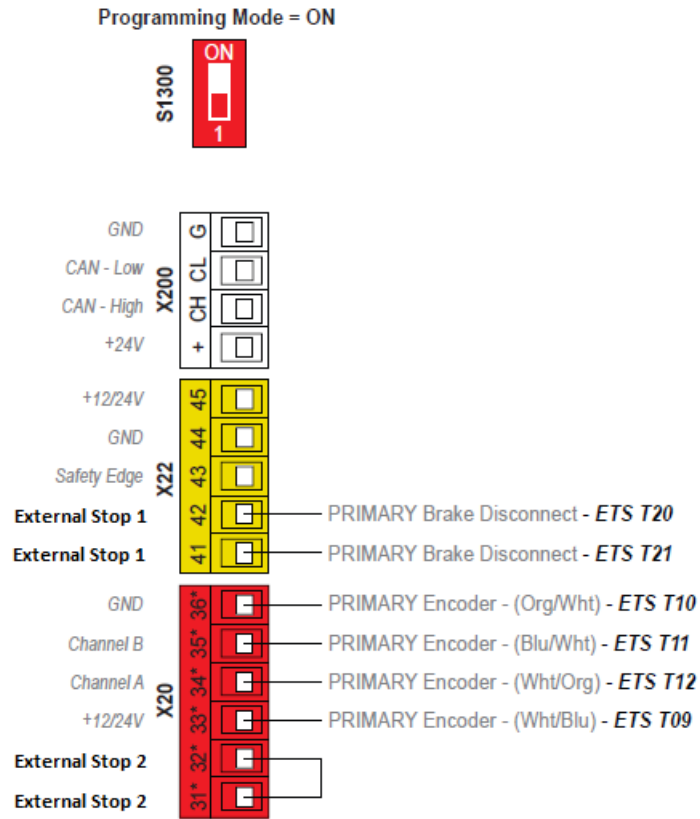 Programming Mode = ON
ON
S1300
1
GND G
CAN - Low CL
X200
CAN - High CH
+24V +
+12/24V 45
GND 44
Safety Edge 43
X22
External Stop 1 42 PRIMARY Brake Disconnect - ETS T20
External Stop 1 41 PRIMARY Brake Disconnect - ETS T21
GND 36* PRIMARY Encoder - (Org/Wht) - ETS T10
Channel B 35* PRIMARY Encoder - (Blu/Wht) - ETS T11
Channel A 34* PRIMARY Encoder - (Wht/Org) - ETS T12
X20
+12/24V 33* PRIMARY Encoder - (Wht/Blu) - ETS T09
External Stop 2 32*
External Stop 2 31*